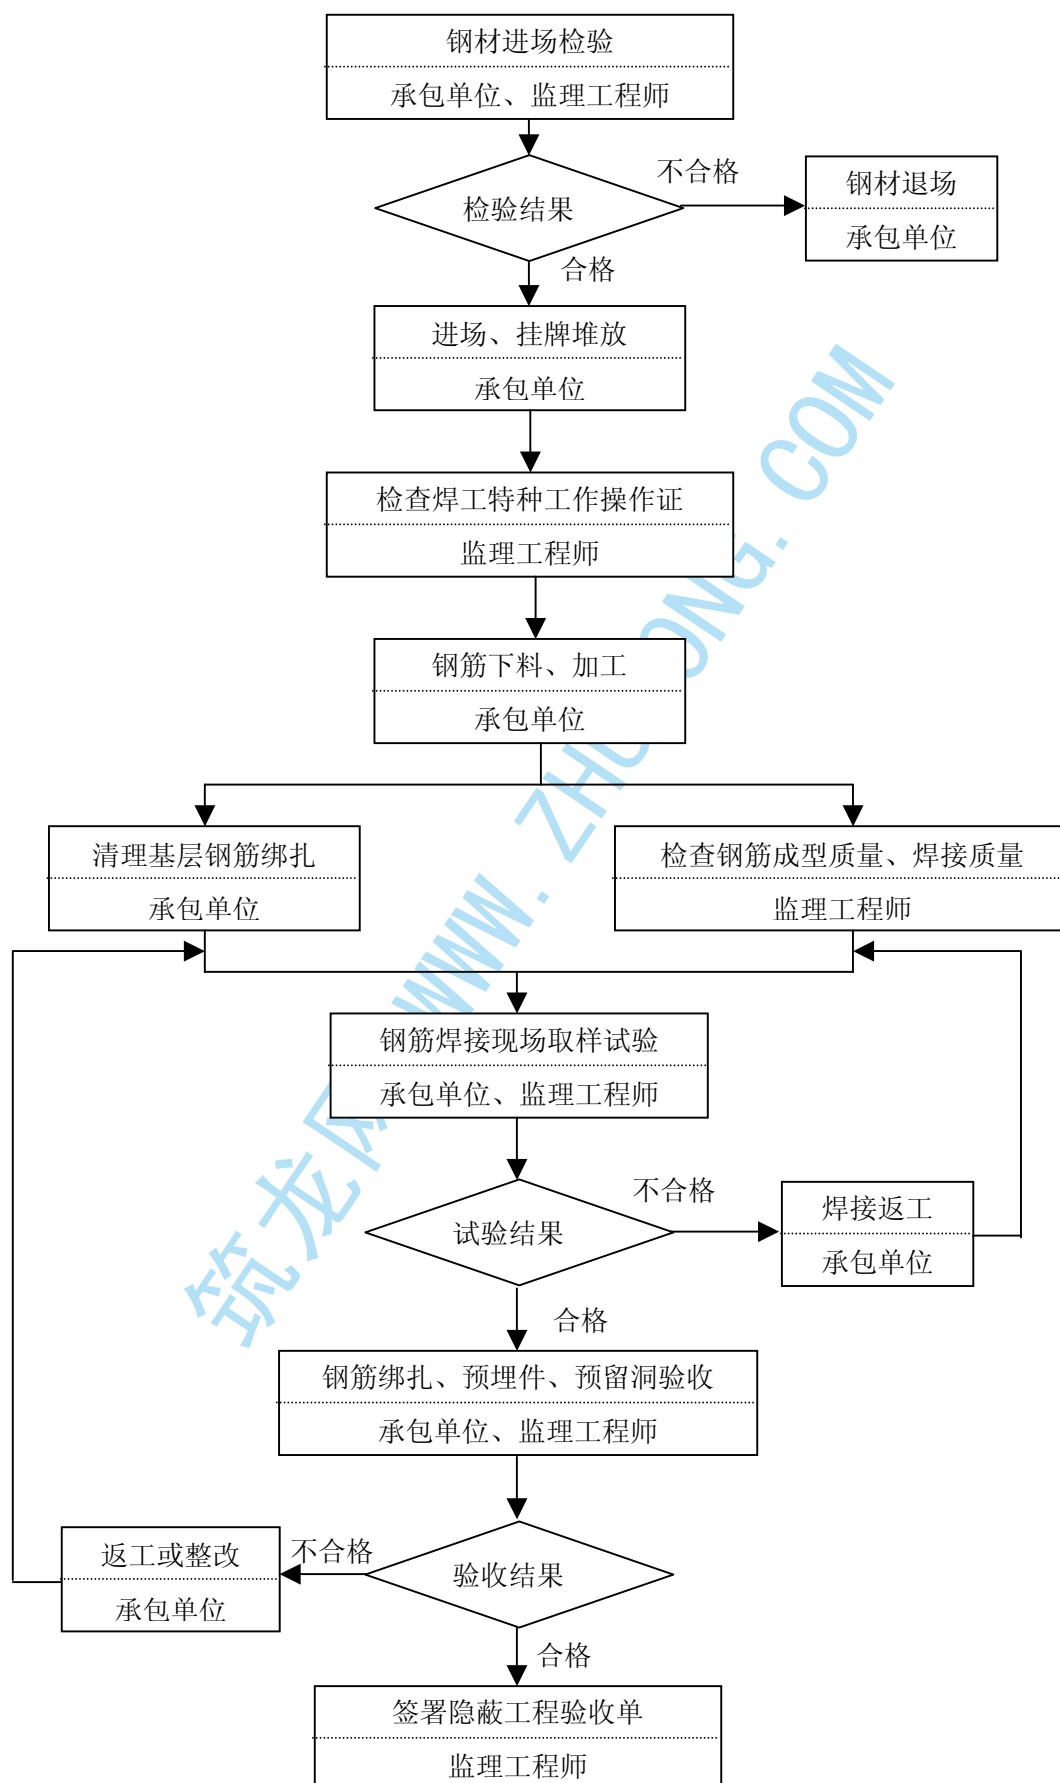 钢材进场检验
承包单位、监理工程师
检验结果
不合格
钢材退场
承包单位
合格
进场、挂牌堆放
承包单位
检查焊工特种工作操作证
监理工程师
钢筋下料、加工
承包单位
清理基层钢筋绑扎
承包单位
检查钢筋成型质量、焊接质量
监理工程师
钢筋焊接现场取样试验
承包单位、监理工程师
试验结果
不合格
焊接返工
承包单位
合格
钢筋绑扎、预埋件、预留洞验收
承包单位、监理工程师
验收结果
不合格
返工或整改
承包单位
合格
签署隐蔽工程验收单
监理工程师
筑龙网 WWW.ZHULONG.COM